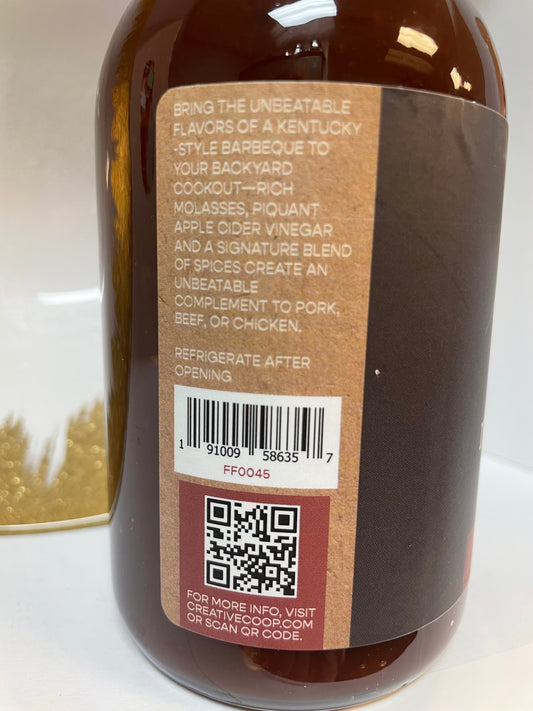 BRING THE UNBEATABLE
FLAVORS OF A KENTUCKY
-STYLE BARBEQUE TO
YOUR BACKYARD
COOKOUT—RICH
MOLASSES, PIQUANT
APPLE CIDER VINEGAR
AND A SIGNATURE BLEND
OF SPICES CREATE AN
UNBEATABLE
COMPLEMENT TO PORK,
BEEF, OR CHICKEN.
REFRIGERATE AFTER
OPENING
1 91009 58635 7
FF0045
FOR MORE INFO, VISIT
CREATIVECOOP.COM
OR SCAN QR CODE.